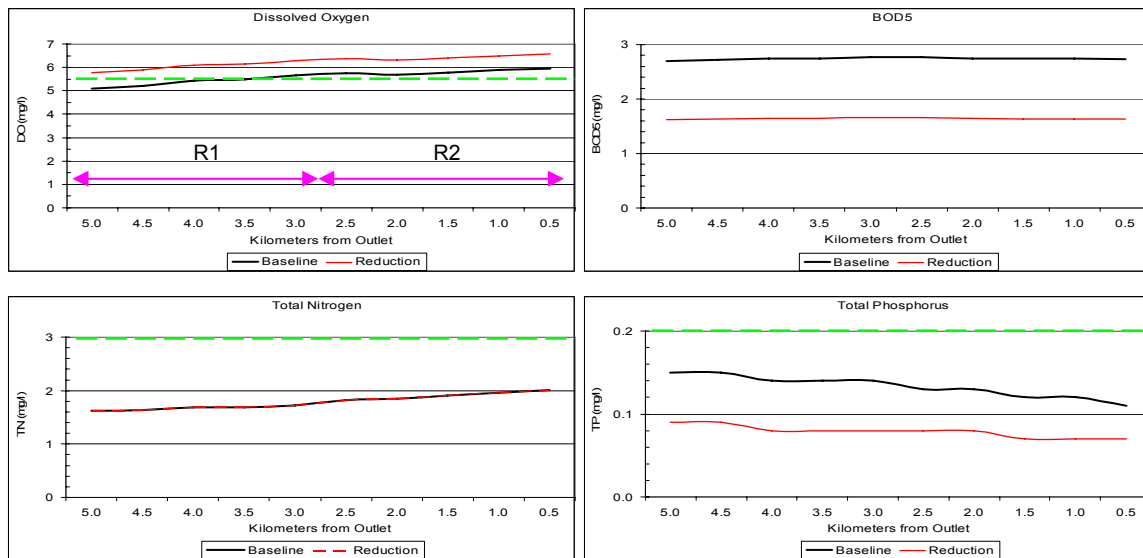 Dissolved Oxygen
7
6
5
4
3
2
1
0
DO (mg/l)
R1
R2
5.0 4.5 4.0 3.5 3.0 2.5 2.0 1.5 1.0 0.5
Kilometers from Outlet
Baseline Reduction
BOD5
3
2
1
0
BOD5 (mg/l)
5.0 4.5 4.0 3.5 3.0 2.5 2.0 1.5 1.0 0.5
Kilometers from Outlet
Baseline Reduction
Total Nitrogen
3
2
1
0
TN (mg/l)
5.0 4.5 4.0 3.5 3.0 2.5 2.0 1.5 1.0 0.5
Kilometers from Outlet
Baseline Reduction
Total Phosphorus
0.2
0.1
0.0
TP (mg/l)
5.0 4.5 4.0 3.5 3.0 2.5 2.0 1.5 1.0 0.5
Kilometers from Outlet
Baseline Reduction